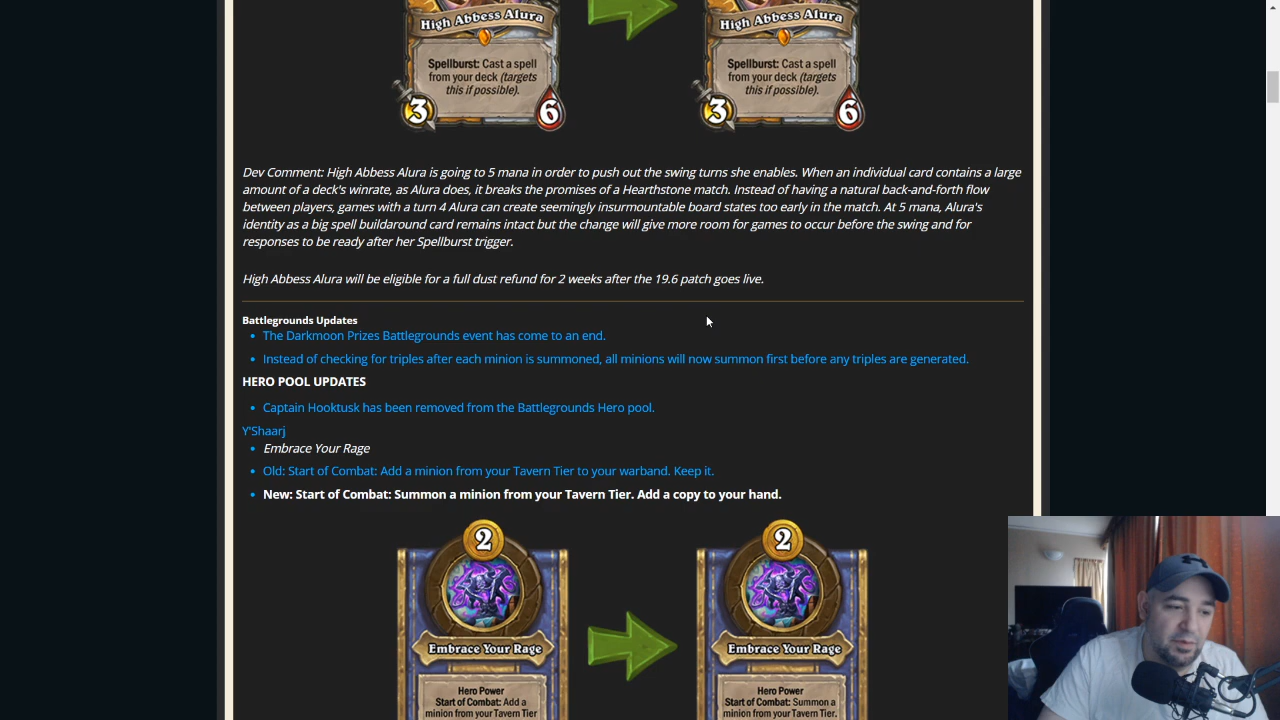 High Abbess Alura High Abbess Alura
Spellburst: Cast a spell Spellburst: Cast a spell
from your deck (targets from your deck (targets
this if possible). this if possible).
3 6 3 6
Dev Comment: High Abbess Alura is going to 5 mana in order to push out the swing turns she enables. When an individual card contains a large
amount of a deck's winrate, as Alura does, it breaks the promises of a Hearthstone match. Instead of having a natural back-and-forth flow
between players, games with a turn 4 Alura can create seemingly insurmountable board states too early in the match. At 5 mana, Alura's
identity as a big spell buildaround card remains intact but the change will give more room for games to occur before the swing and for
responses to be ready after her Spellburst trigger.
High Abbess Alura will be eligible for a full dust refund for 2 weeks after the 19.6 patch goes live.
Battlegrounds Updates
• The Darkmoon Prizes Battlegrounds event has come to an end.
• Instead of checking for triples after each minion is summoned, all minions will now summon first before any triples are generated.
HERO POOL UPDATES
• Captain Hooktusk has been removed from the Battlegrounds Hero pool.
Y'Shaarj
• Embrace Your Rage
• Old: Start of Combat: Add a minion from your Tavern Tier to your warband. Keep it.
• New: Start of Combat: Summon a minion from your Tavern Tier. Add a copy to your hand.
2 2
Embrace Your Rage Embrace Your Rage
Hero Power Hero Power
Start of Combat: Add a Start of Combat: Summon a
minion from your Tavern Tier minion from your Tavern Tier.